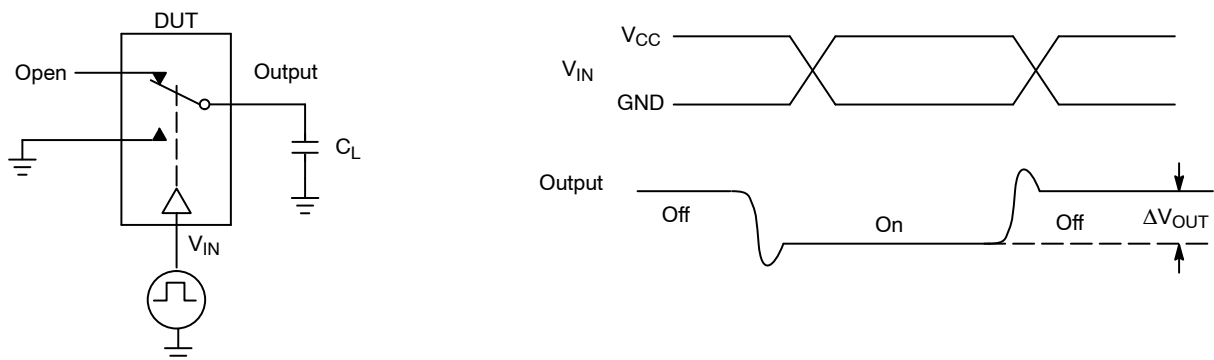 DUT
Open
Output
C_L
V_IN
V_CC
V_IN
GND
Output
Off
On
Off
ΔV_OUT